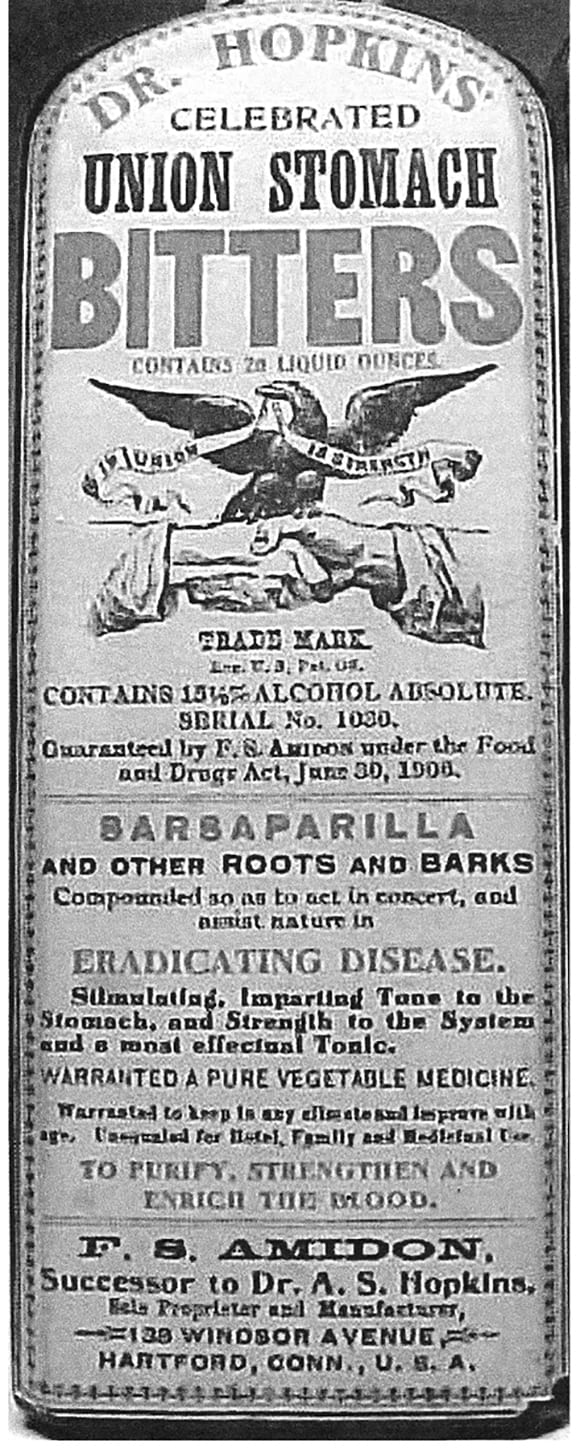 DR. HOPKINS'
CELEBRATED
UNION STOMACH
BITTERS
CONTAINS 20 LIQUID OUNCES.
IN UNION IS STRENGTH
TRADE MARK
Reg. U. S. Pat. Off.
CONTAINS 15½% ALCOHOL ABSOLUTE.
SERIAL No. 1080.
Guaranteed by F. S. AMIDON under the Food
and Drugs Act, June 30, 1906.
SARSAPARILLA
AND OTHER ROOTS AND BARKS
Compounded so as to act in concert, and
assist nature in
ERADICATING DISEASE.
Stimulating, Imparting Tone to the
Stomach, and Strength to the System
and a most effectual Tonic.
WARRANTED A PURE VEGETABLE MEDICINE.
Warranted to keep in any climate and improve with
age. Unequaled for Hotel, Family and Medicinal Use.
TO PURIFY, STRENGTHEN AND
ENRICH THE BLOOD.
F. S. AMIDON,
Successor to Dr. A. S. Hopkins,
Sole Proprietor and Manufacturer,
138 WINDSOR AVENUE,
HARTFORD, CONN., U. S. A.